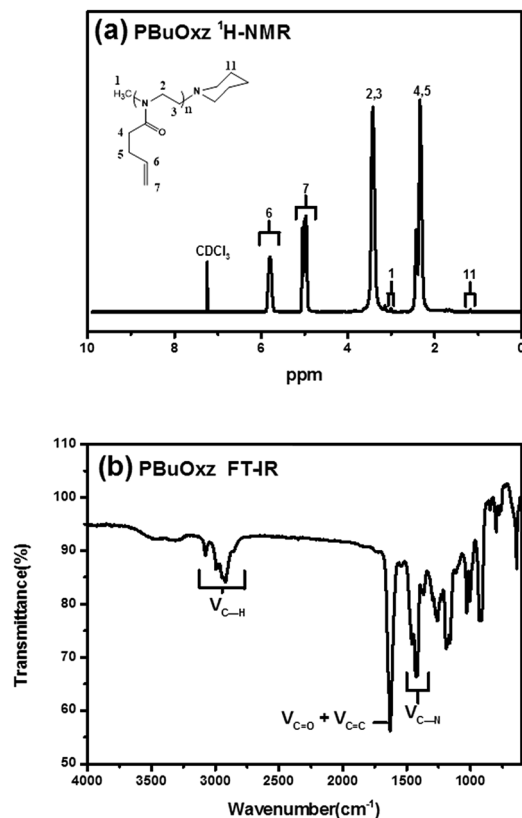 (a) PBuOxz ¹H-NMR
11
1
2
H₃C
N
3
n
N
O
4
5
6
7
2,3
4,5
7
6
CDCl₃
1
11
10
8
6
4
2
0
ppm
(b) PBuOxz FT-IR
110
100
90
80
70
60
50
Transmittance(%)
V C—H
V C=O + V C=C
V C—N
4000
3000
2000
1500
1000
Wavenumber(cm⁻¹)